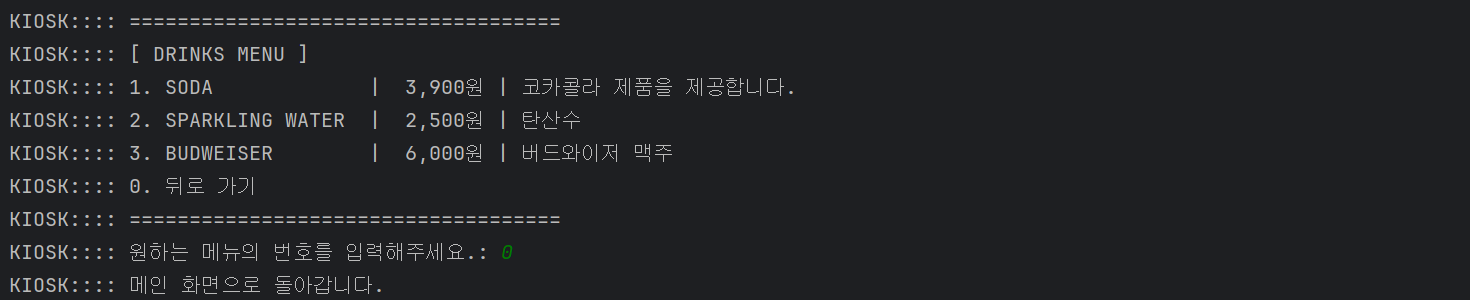 KIOSK:::: ====================================
KIOSK:::: [ DRINKS MENU ]
KIOSK:::: 1. SODA             |  3,900원 | 코카콜라 제품을 제공합니다.
KIOSK:::: 2. SPARKLING WATER  |  2,500원 | 탄산수
KIOSK:::: 3. BUDWEISER        |  6,000원 | 버드와이저 맥주
KIOSK:::: 0. 뒤로 가기
KIOSK:::: ====================================
KIOSK:::: 원하는 메뉴의 번호를 입력해주세요.: 0
KIOSK:::: 메인 화면으로 돌아갑니다.